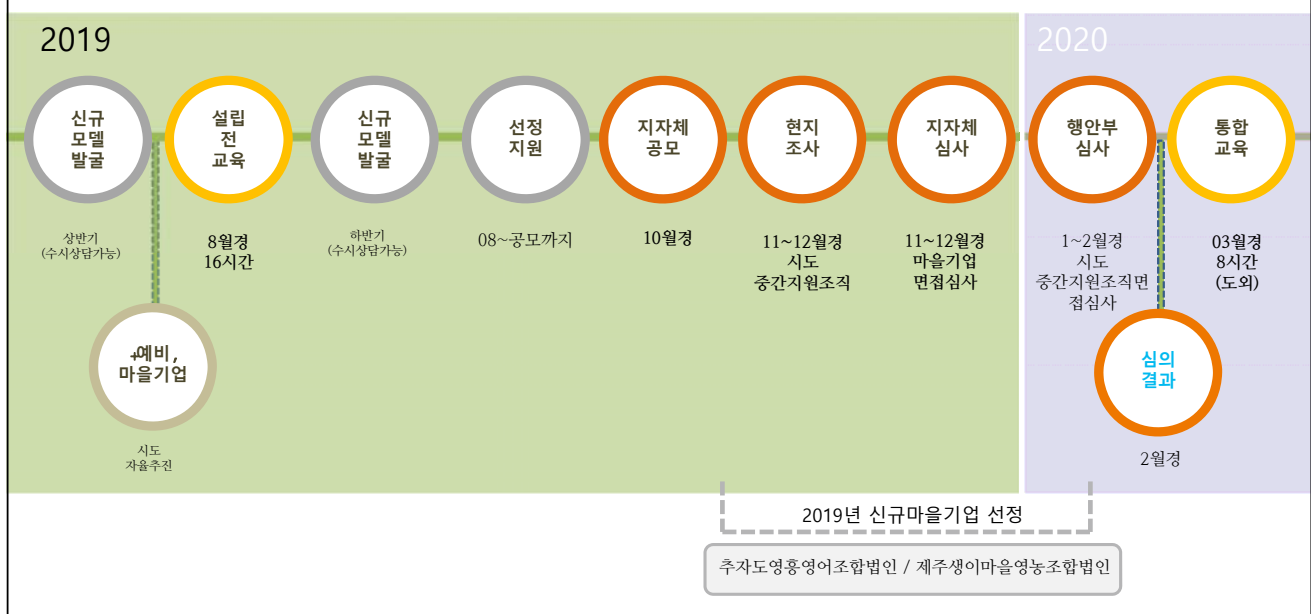 2019
2020
신규
모델
발굴
설립
전
교육
신규
모델
발굴
선정
지원
지자체
공모
현지
조사
지자체
심사
행안부
심사
통합
교육
상반기
(수시상담가능)
8월경
16시간
하반기
(수시상담가능)
08~공모까지
10월경
11~12월경
시도
중간지원조직
11~12월경
마을기업
면접심사
1~2월경
시도
중간지원조직면
접심사
03월경
8시간
(도외)
+예비,
마을기업
심의
결과
시도
자율추진
2월경
2019년 신규마을기업 선정
추자도영흥영어조합법인 / 제주생이마을영농조합법인